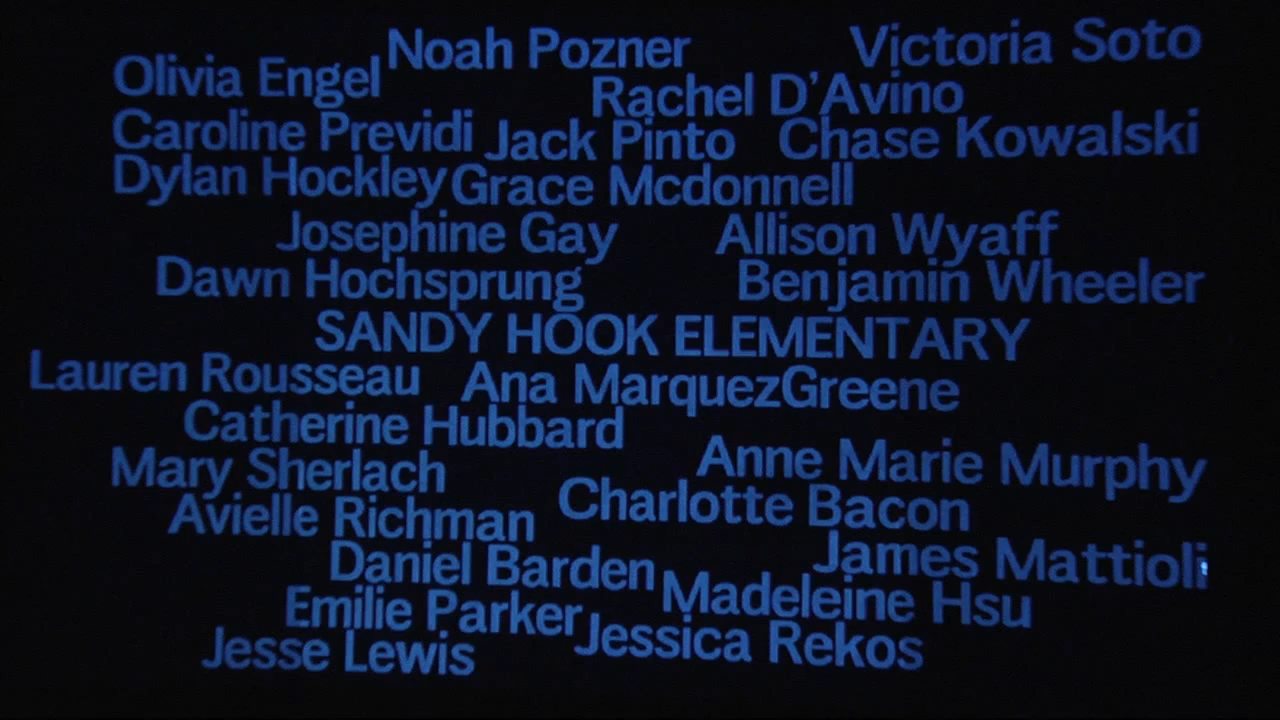 Noah Pozner Victoria Soto
Olivia Engel Rachel D'Avino
Caroline Previdi Jack Pinto Chase Kowalski
Dylan Hockley Grace Mcdonnell
Josephine Gay Allison Wyaff
Dawn Hochsprung Benjamin Wheeler
SANDY HOOK ELEMENTARY
Lauren Rousseau Ana MarquezGreene
Catherine Hubbard
Mary Sherlach Anne Marie Murphy
Avielle Richman Charlotte Bacon
Daniel Barden James Mattioli
Emilie Parker Madeleine Hsu
Jesse Lewis Jessica Rekos